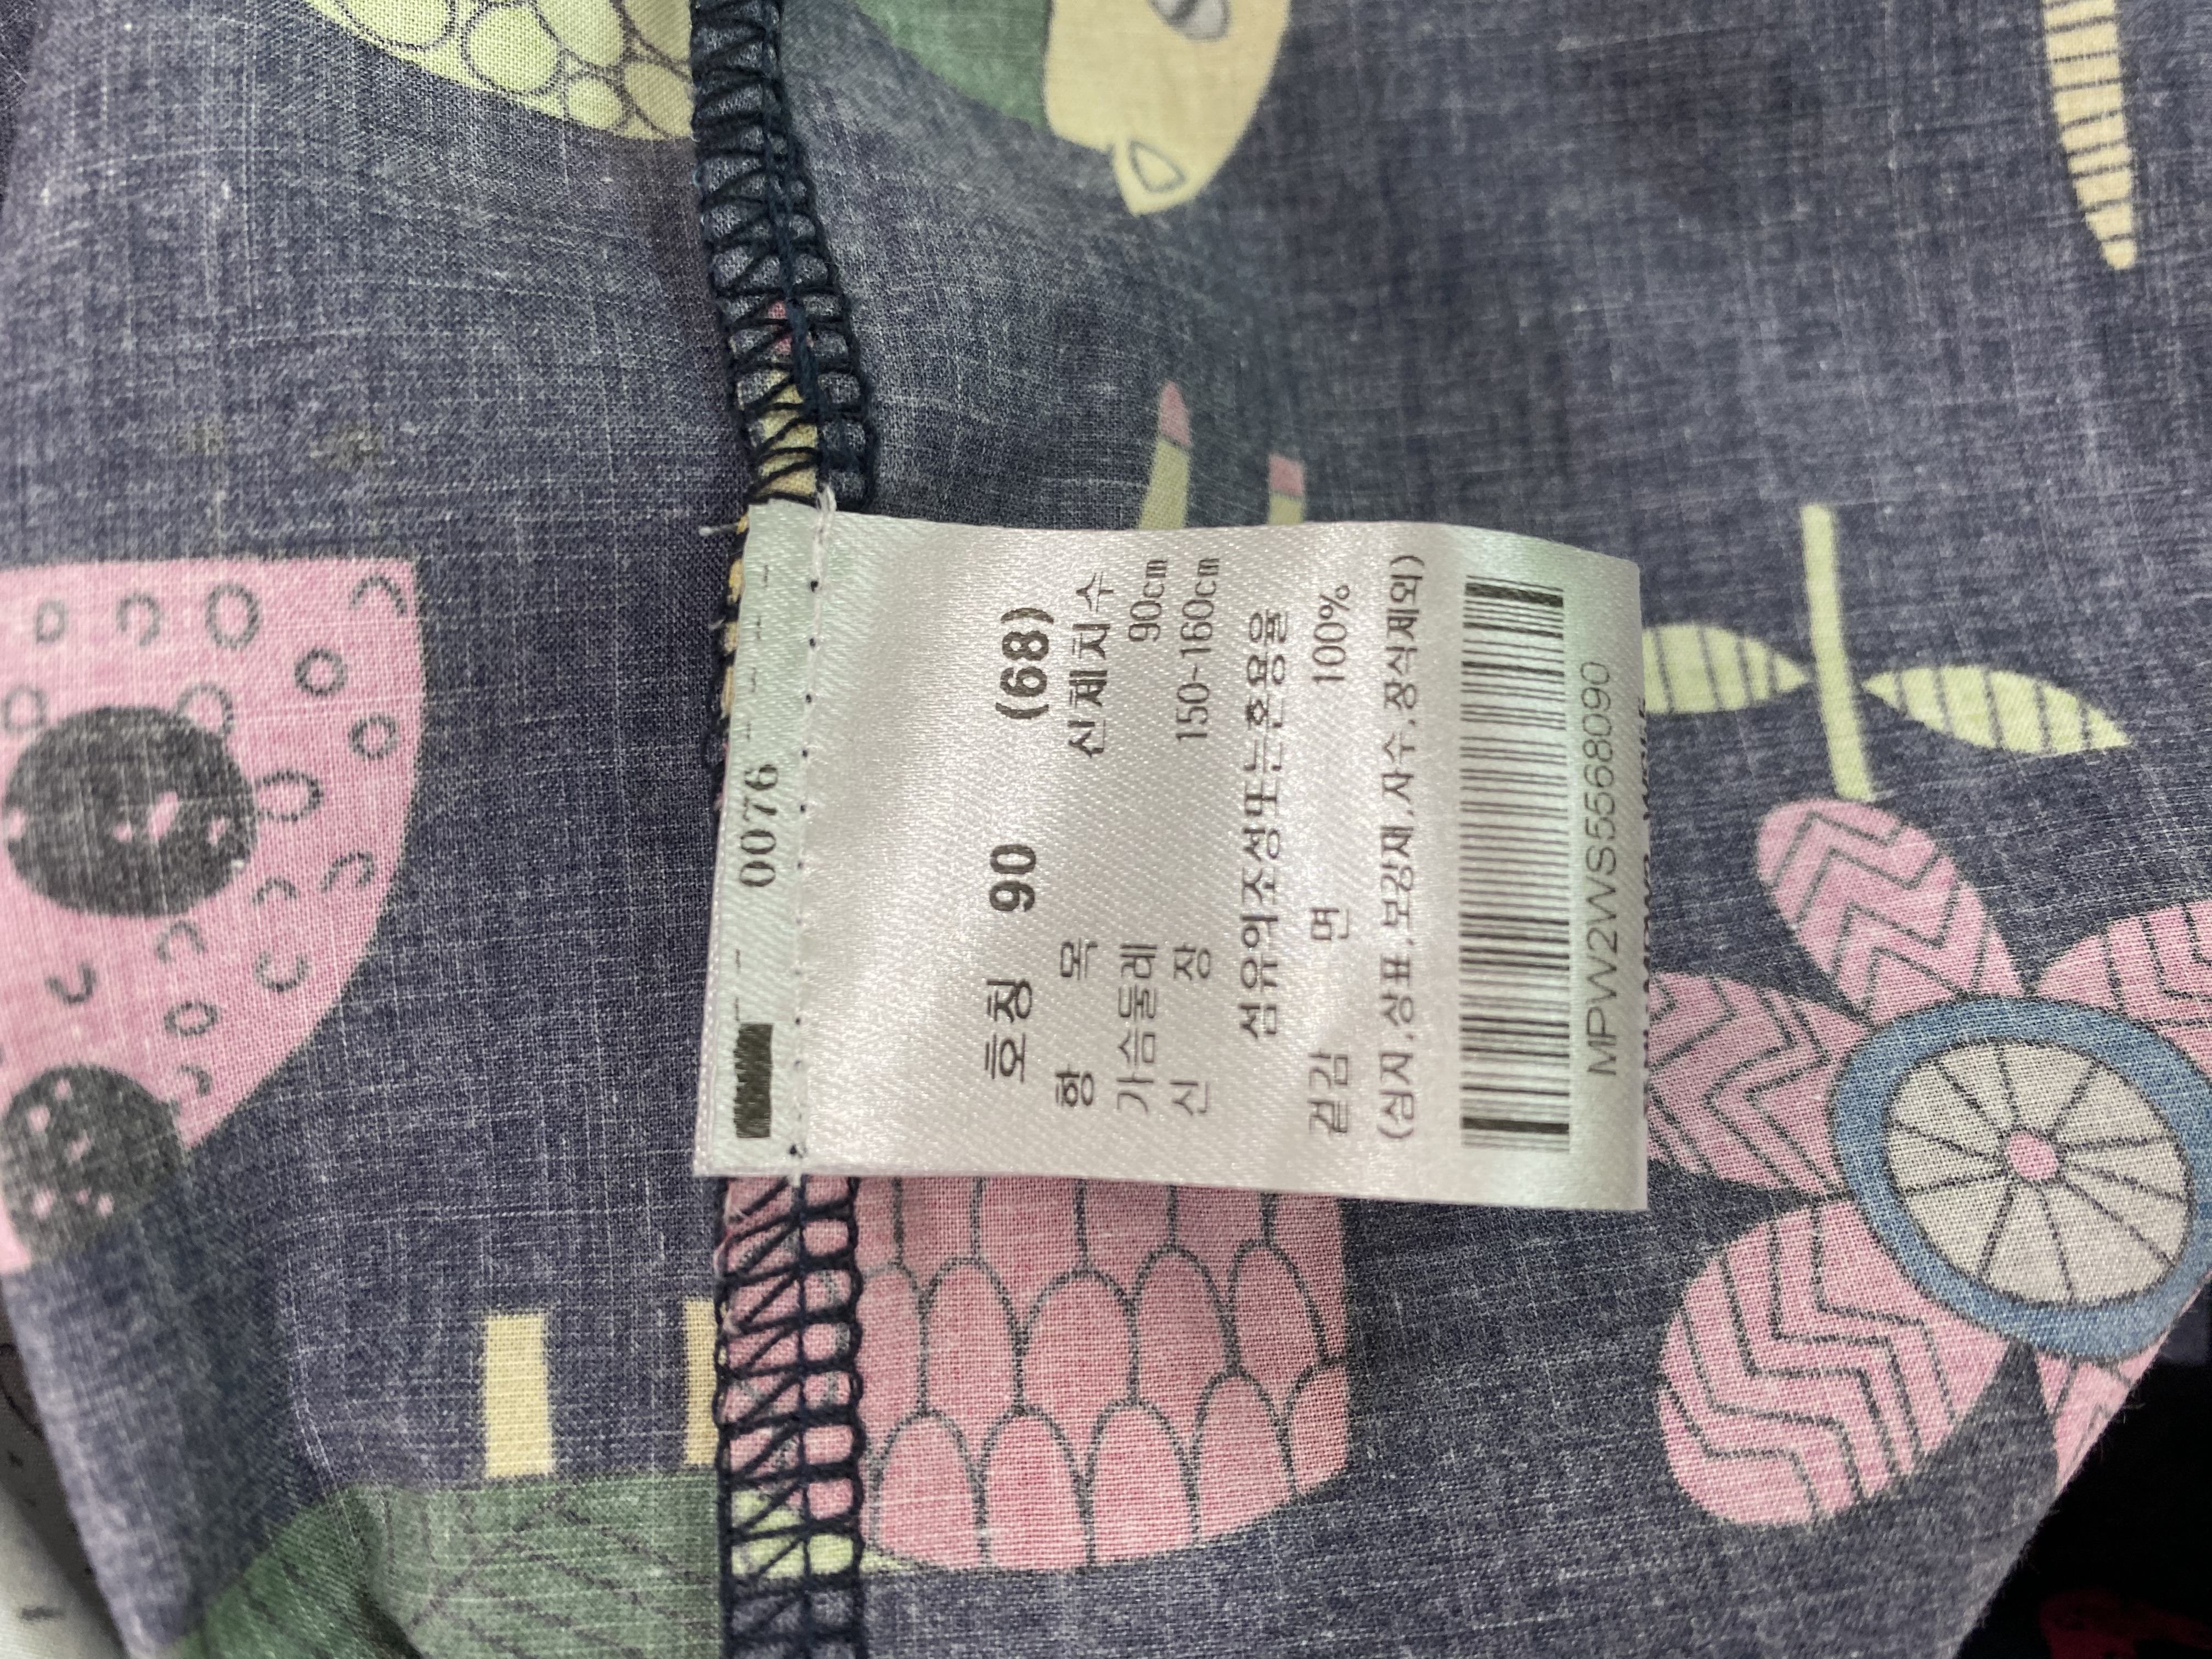 0076
호칭 90 (68)
항 목 신체치수
가슴둘레 90cm
신 장 150~160cm
섬유의조성또는혼용율
겉감 면 100%
(심지,상표,보강재,자수,장식제외)
MPW2WS5568090